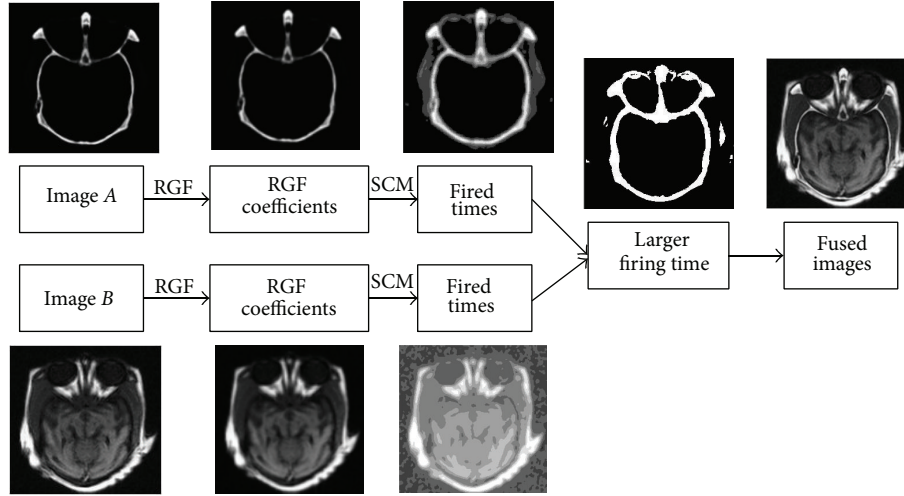 Image A
RGF
RGF
coefficients
SCM
Fired
times
Larger
firing time
Fused
images
Image B
RGF
RGF
coefficients
SCM
Fired
times